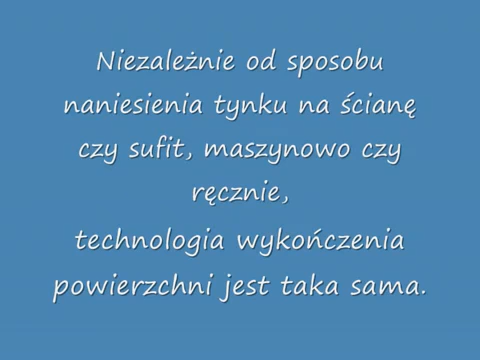 Niezależnie od sposobu
naniesienia tynku na ścianę
czy sufit, maszynowo czy
ręcznie,
technologia wykończenia
powierzchni jest taka sama.